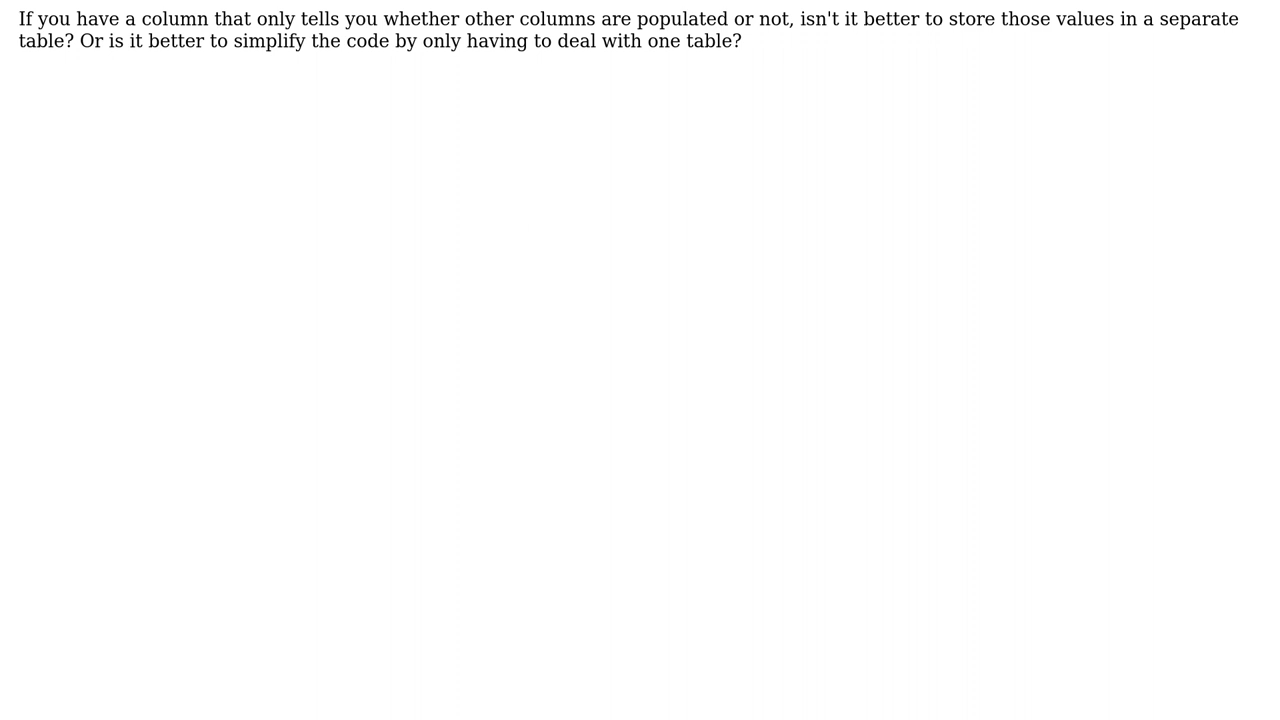 If you have a column that only tells you whether other columns are populated or not, isn't it better to store those values in a separate
table? Or is it better to simplify the code by only having to deal with one table?